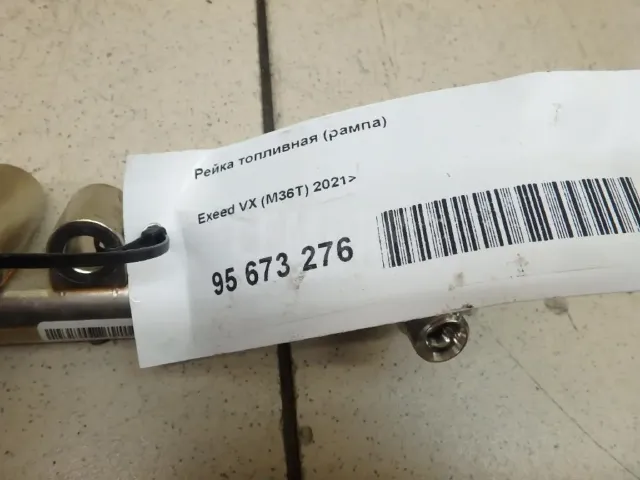 Рейка топливная (рампа)
Exeed VX (M36T) 2021>
95 673 276